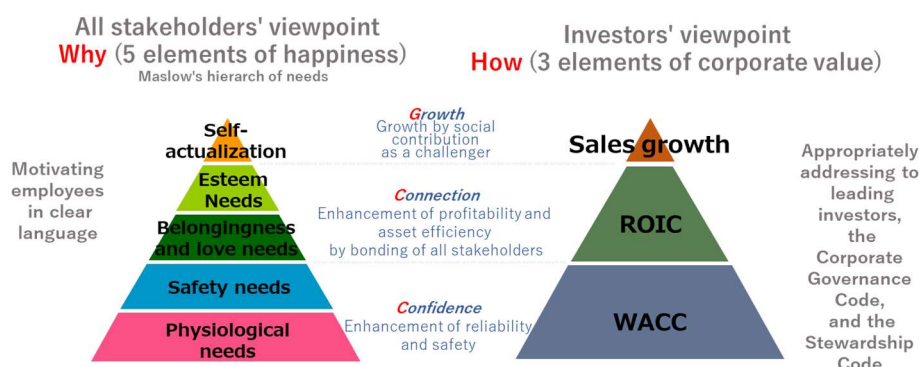 All stakeholders' viewpoint
Why (5 elements of happiness)
Maslow's hierarch of needs
Investors' viewpoint
How (3 elements of corporate value)
Motivating
employees
in clear
language
Self-
actualization
Esteem
Needs
Belongingness
and love needs
Safety needs
Physiological
needs
Growth
Growth by social
contribution
as a challenger
Connection
Enhancement of profitability and
asset efficiency
by bonding of all stakeholders
Confidence
Enhancement of reliability
and safety
Sales growth
ROIC
WACC
Appropriately
addressing to
leading
investors,
the
Corporate
Governance
Code,
and the
Stewardship
Code